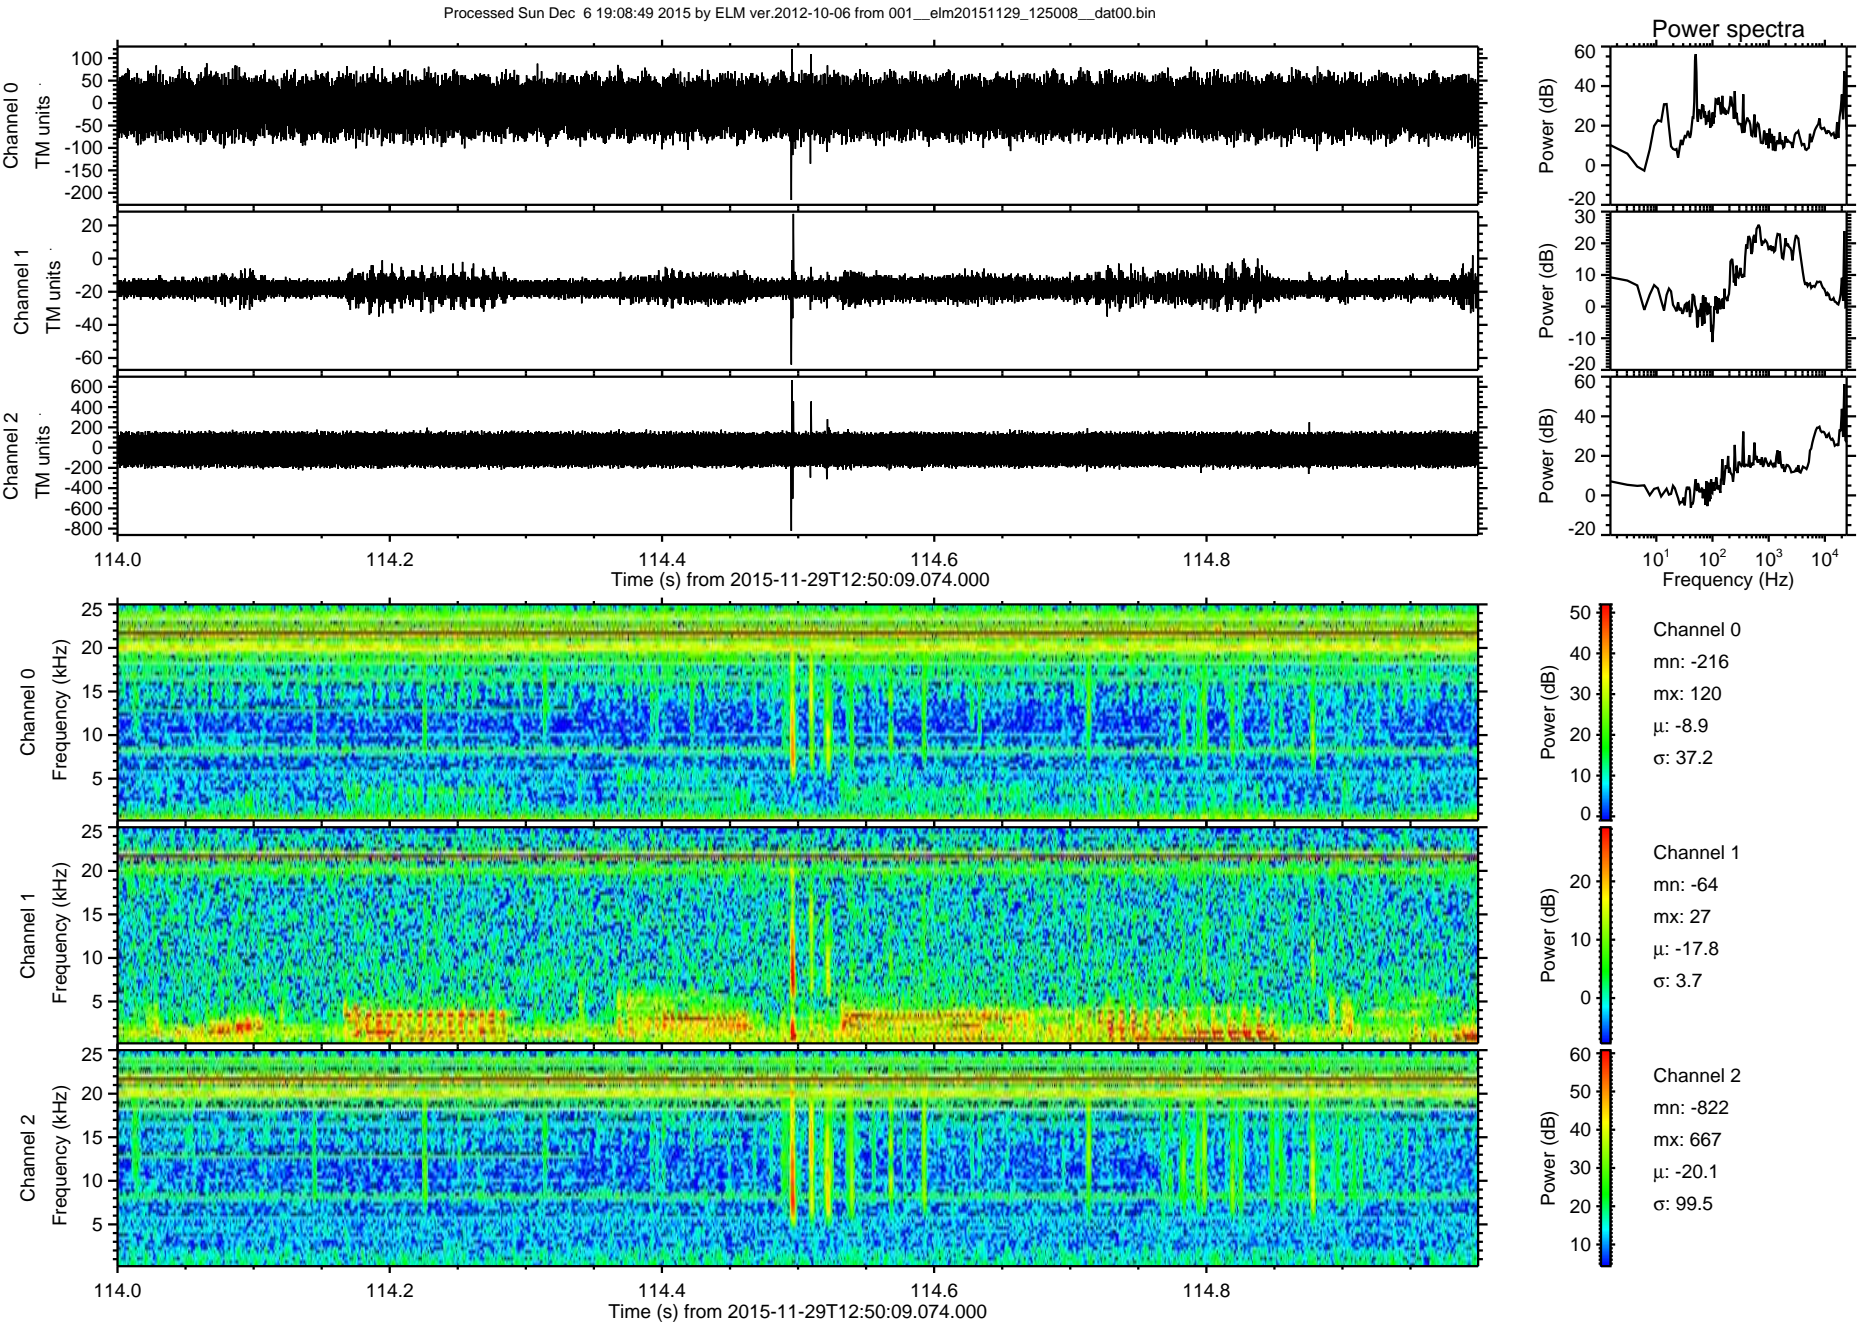 Processed Sun Dec  6 19:08:49 2015 by ELM ver.2012-10-06 from 001__elm20151129_125008__dat00.bin
Power spectra
Channel 0
TM units
100
50
0
-50
-100
-150
-200
Power (dB)
60
40
20
0
-20
Channel 1
TM units
20
0
-20
-40
-60
Power (dB)
30
20
10
0
-10
-20
Channel 2
TM units
600
400
200
0
-200
-400
-600
-800
Power (dB)
60
40
20
0
-20
114.0 114.2 114.4 114.6 114.8
Time (s) from 2015-11-29T12:50:09.074.000
10¹ 10² 10³ 10⁴
Frequency (Hz)
Channel 0
Frequency (kHz)
25
20
15
10
5
Power (dB)
50
40
30
20
10
0
Channel 0
mn: -216
mx: 120
μ: -8.9
σ: 37.2
Channel 1
Frequency (kHz)
25
20
15
10
5
Power (dB)
20
10
0
Channel 1
mn: -64
mx: 27
μ: -17.8
σ: 3.7
Channel 2
Frequency (kHz)
25
20
15
10
5
Power (dB)
60
50
40
30
20
10
Channel 2
mn: -822
mx: 667
μ: -20.1
σ: 99.5
114.0 114.2 114.4 114.6 114.8
Time (s) from 2015-11-29T12:50:09.074.000